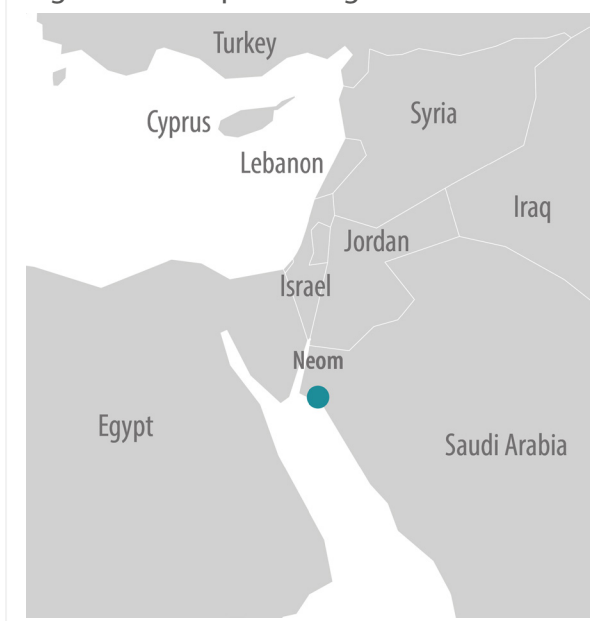 Turkey
Cyprus
Syria
Lebanon
Iraq
Jordan
Israel
Neom
Egypt
Saudi Arabia